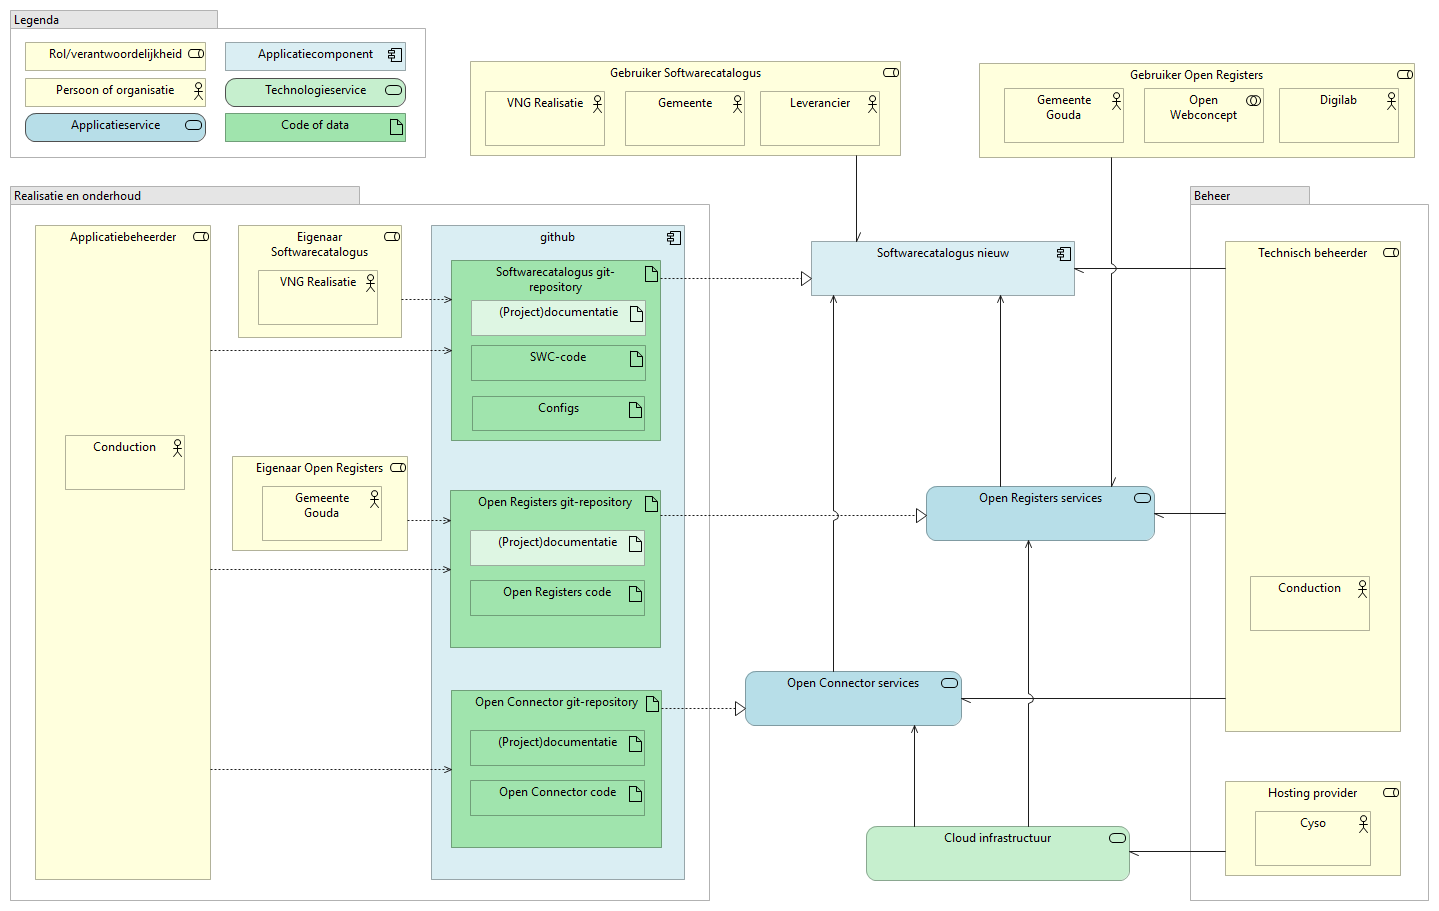 Legenda
Rol/verantwoordelijkheid
Applicatiecomponent
Persoon of organisatie
Technologieservice
Applicatieservice
Code of data
Gebruiker Softwarecatalogus
VNG Realisatie
Gemeente
Leverancier
Gebruiker Open Registers
Gemeente
Gouda
Open
Webconcept
Digilab
Realisatie en onderhoud
Applicatiebeheerder
Conduction
Eigenaar
Softwarecatalogus
VNG Realisatie
Eigenaar Open Registers
Gemeente
Gouda
github
Softwarecatalogus git-
repository
(Project)documentatie
SWC-code
Configs
Open Registers git-repository
(Project)documentatie
Open Registers code
Open Connector git-repository
(Project)documentatie
Open Connector code
Softwarecatalogus nieuw
Open Registers services
Open Connector services
Cloud infrastructuur
Beheer
Technisch beheerder
Conduction
Hosting provider
Cyso